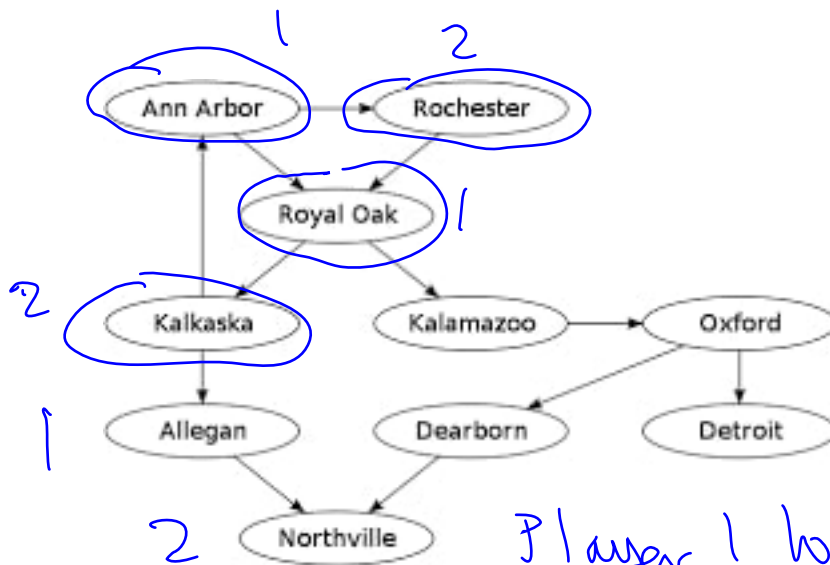 1
2
Ann Arbor
Rochester
Royal Oak
1
2
Kalkaska
Kalamazoo
Oxford
1
Allegan
Dearborn
Detroit
2
Northville
Player 1